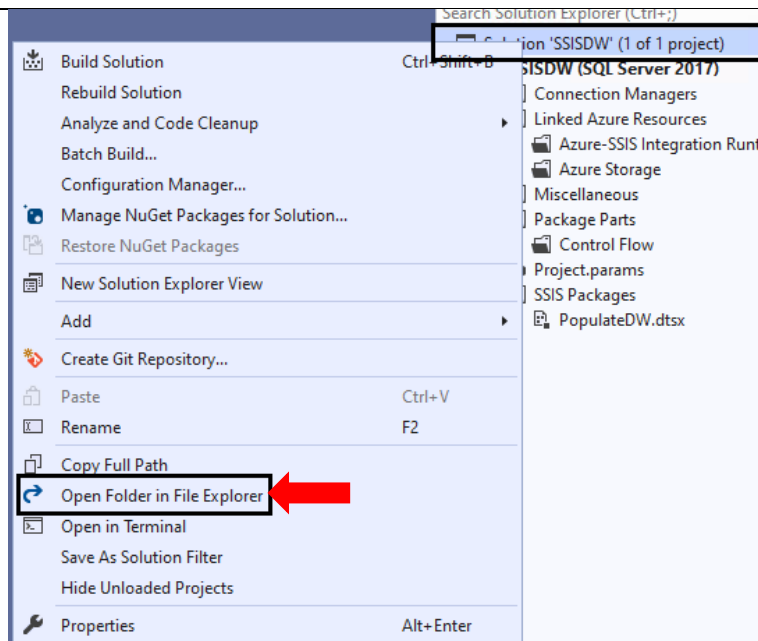 Search Solution Explorer (Ctrl+;)
Solution 'SSISDW' (1 of 1 project)
SISDW (SQL Server 2017)
Connection Managers
Linked Azure Resources
Azure-SSIS Integration Runt
Azure Storage
Miscellaneous
Package Parts
Control Flow
Project.params
SSIS Packages
PopulateDW.dtsx
Build Solution Ctrl+Shift+B
Rebuild Solution
Analyze and Code Cleanup
Batch Build...
Configuration Manager...
Manage NuGet Packages for Solution...
Restore NuGet Packages
New Solution Explorer View
Add
Create Git Repository...
Paste Ctrl+V
Rename F2
Copy Full Path
Open Folder in File Explorer
Open in Terminal
Save As Solution Filter
Hide Unloaded Projects
Properties Alt+Enter